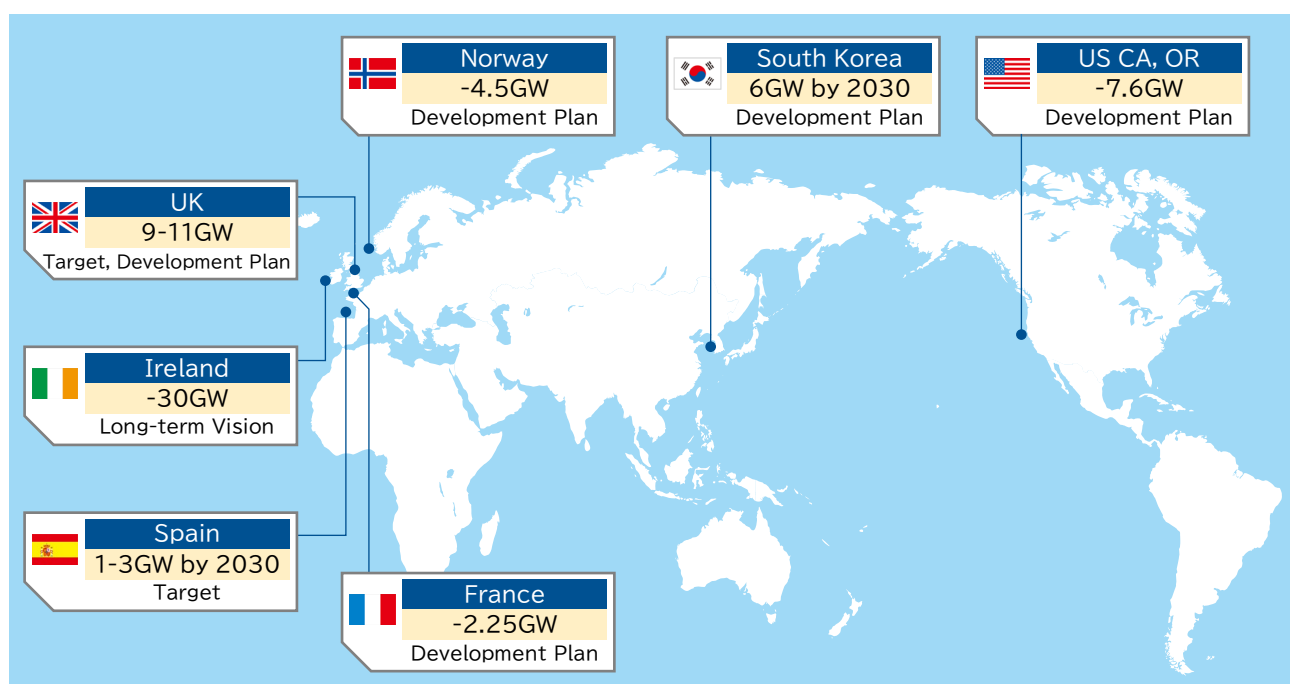 Norway
-4.5GW
Development Plan
South Korea
6GW by 2030
Development Plan
US CA, OR
-7.6GW
Development Plan
UK
9-11GW
Target, Development Plan
Ireland
-30GW
Long-term Vision
Spain
1-3GW by 2030
Target
France
-2.25GW
Development Plan